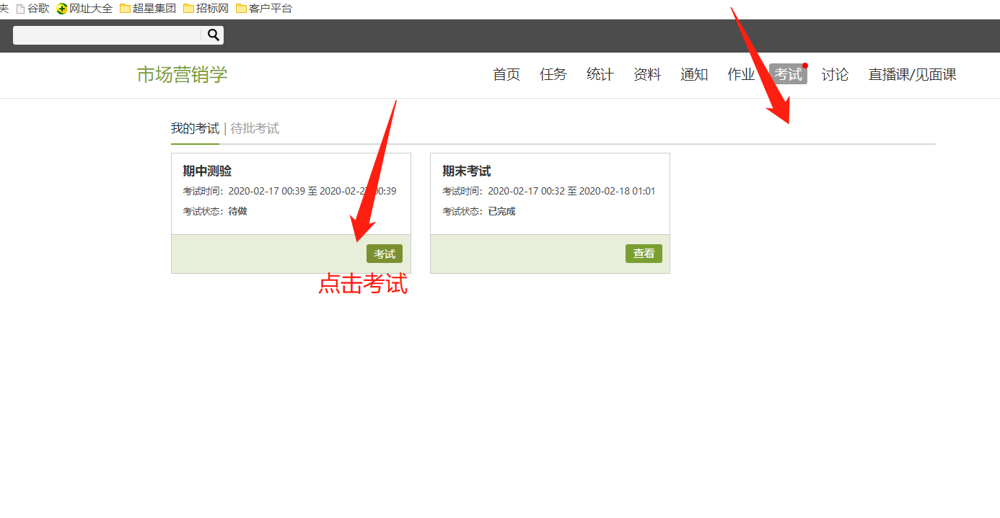 夹 谷歌 网址大全 超星集团 招标网 客户平台
市场营销学 首页 任务 统计 资料 通知 作业 考试 讨论 直播课/见面课
我的考试 | 待批考试
期中测验
考试时间：2020-02-17 00:39 至 2020-02-27 00:39
考试状态：待做
考试
点击考试
期末考试
考试时间：2020-02-17 00:32 至 2020-02-18 01:01
考试状态：已完成
查看